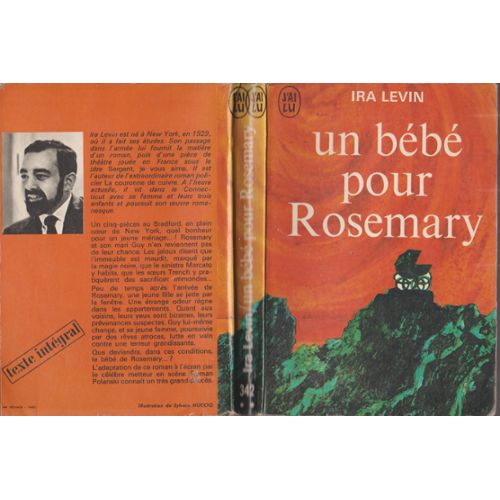 Ira Levin est né à New York, en 1929,
où il a fait ses études. Son passage
dans l'armée lui fournit la matière
d'un roman, puis d'une pièce de
théâtre jouée en France sous le
titre Sergent, je vous aime. Il est
l'auteur de l'extraordinaire roman poli-
cier La couronne de cuivre. A l'heure
actuelle, il vit dans le Connec-
ticut avec sa femme et leurs trois
enfants et poursuit son œuvre roma-
nesque.
Un cinq-pièces au Bradford, en plein
cœur de New York, quel bonheur
pour un jeune ménage...! Rosemary
et son mari Guy n'en reviennent pas
de leur chance. Les jaloux disent que
l'immeuble est maudit, marqué par
la magie noire, que le sinistre Marcato
y habita, que les sœurs Trench y pra-
tiquèrent des sacrifices immondes...
Peu de temps après l'arrivée de
Rosemary, une jeune fille se jette par
la fenêtre. Une étrange odeur règne
dans les appartements. Quant aux
voisins, leurs yeux sont bizarres, leurs
prévenances suspectes. Guy lui-même
change, et sa jeune femme, poursuivie
par des rêves atroces, lutte en vain
contre une terreur grandissante.
Que deviendra, dans ces conditions,
le bébé de Rosemary...?
L'adaptation de ce roman à l'écran par
le célèbre metteur en scène Roman
Polanski connaît un très grand succès.
texte intégral
Illustration de Sylvano NUCCIO
J'AI
LU
Ira Levin
un bébé pour Rosemary
342
J'AI
LU
IRA LEVIN
un bébé
pour
Rosemary